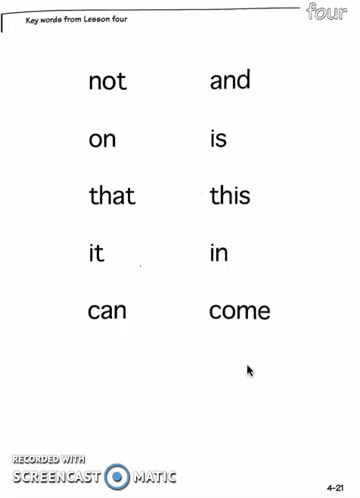 Key words from Lesson four
four
not and
on is
that this
it in
can come
RECORDED WITH
SCREENCAST MATIC
4-21